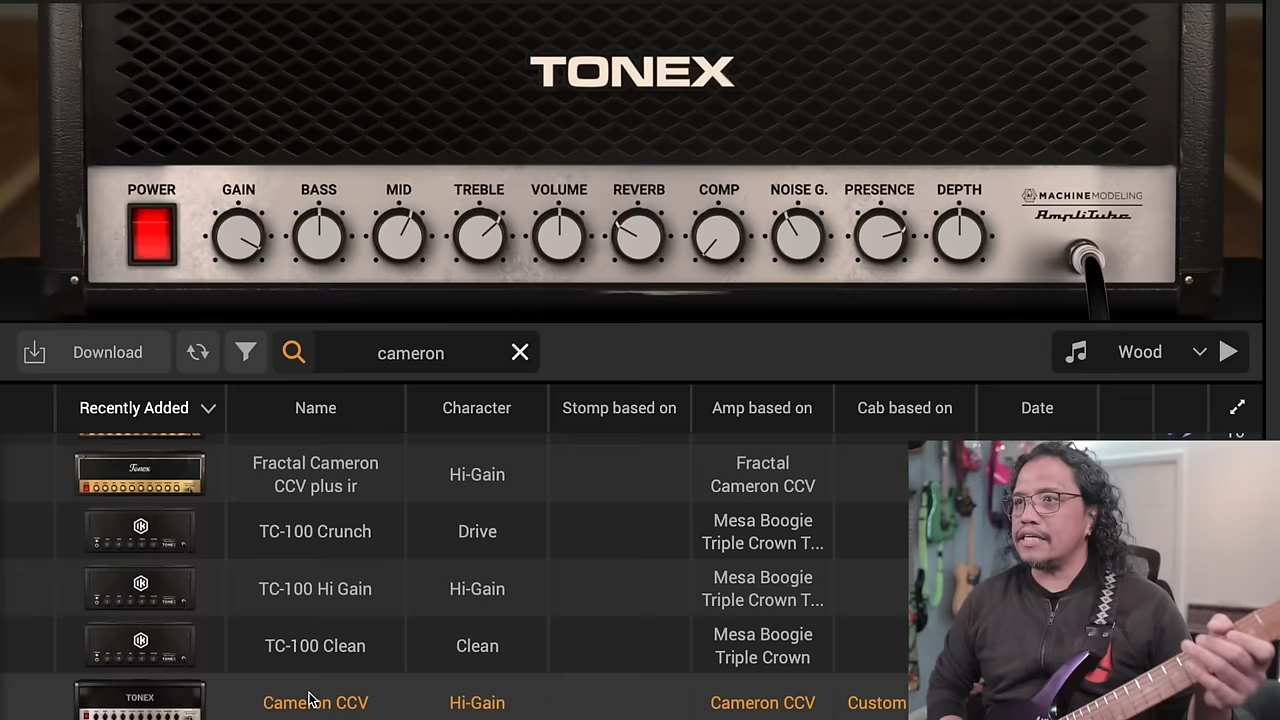 TONEX
POWER GAIN BASS MID TREBLE VOLUME REVERB COMP NOISE G. PRESENCE DEPTH
MACHINEMODELING
AmpliTube
Download cameron Wood
Recently Added Name Character Stomp based on Amp based on Cab based on Date
Tonex
Fractal Cameron
CCV plus ir
Hi-Gain
Fractal
Cameron CCV
TC-100 Crunch
Drive
Mesa Boogie
Triple Crown T...
TC-100 Hi Gain
Hi-Gain
Mesa Boogie
Triple Crown T...
TC-100 Clean
Clean
Mesa Boogie
Triple Crown
TONEX
Cameron CCV
Hi-Gain
Cameron CCV
Custom